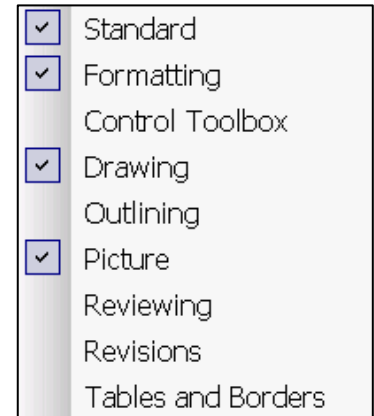 Standard
Formatting
Control Toolbox
Drawing
Outlining
Picture
Reviewing
Revisions
Tables and Borders